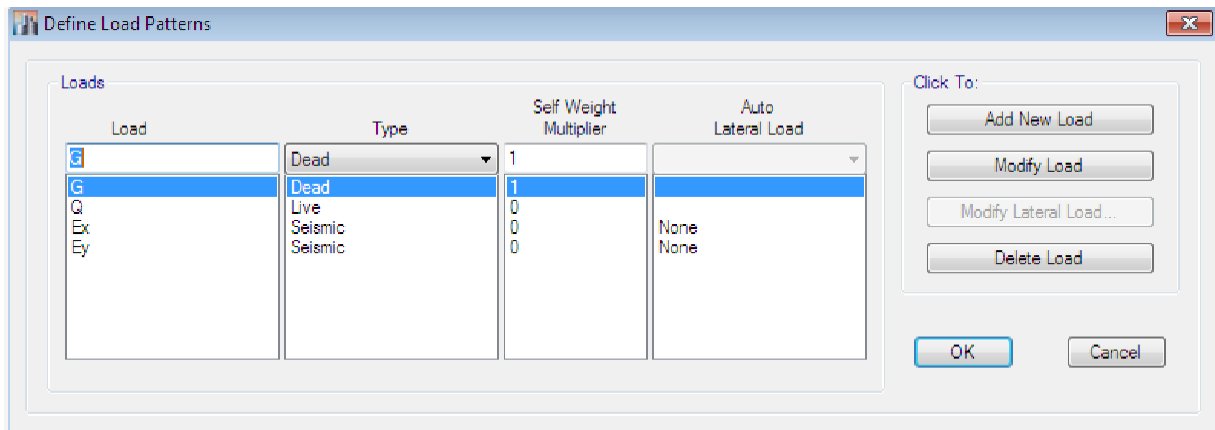 Define Load Patterns
Loads
Click To:
Load Type Self Weight Multiplier Auto Lateral Load
G Dead 1
G Dead 1
Q Live 0
Ex Seismic 0 None
Ey Seismic 0 None
Add New Load
Modify Load
Modify Lateral Load...
Delete Load
OK Cancel